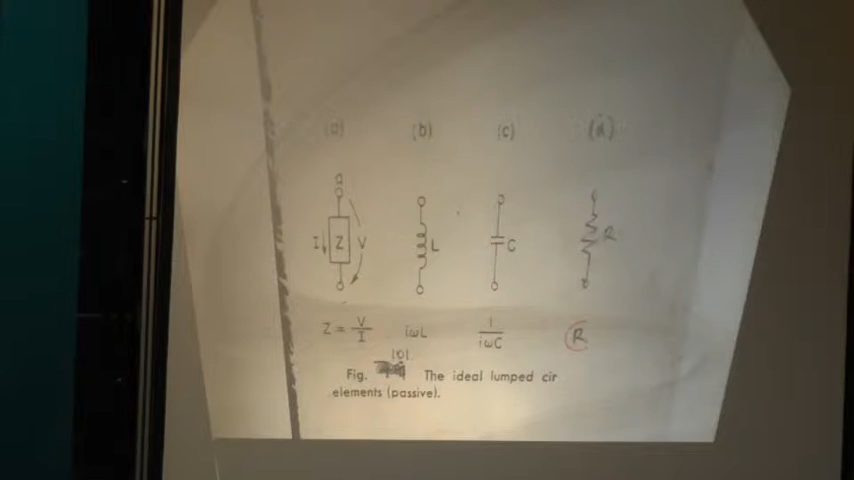 (a) (b) (c) (d)
a
I Z V L C R
Z = V/I iωL 1/iωC R
101.
Fig. The ideal lumped cir
elements (passive).